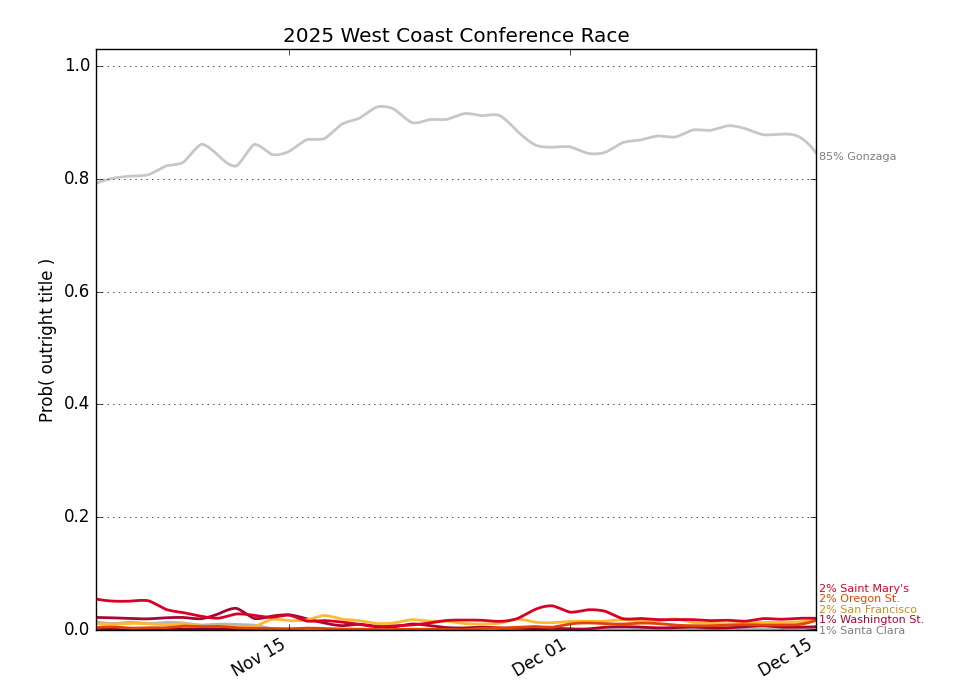 2025 West Coast Conference Race
Prob( outright title )
1.0
0.8
0.6
0.4
0.2
0.0
Nov 15
Dec 01
Dec 15
85% Gonzaga
2% Saint Mary's
2% Oregon St.
2% San Francisco
1% Washington St.
1% Santa Clara